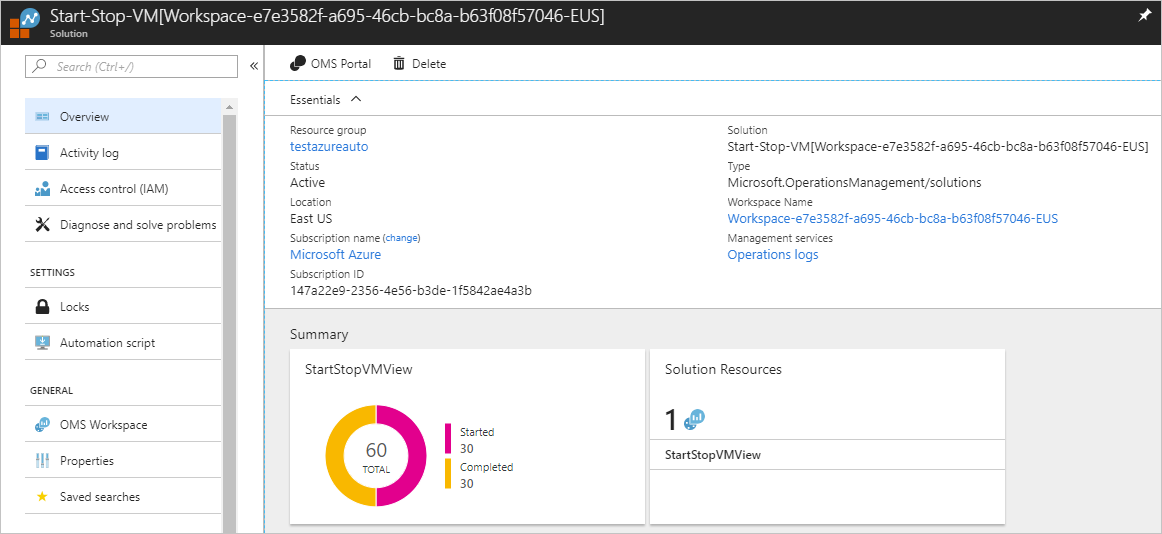 Start-Stop-VM[Workspace-e7e3582f-a695-46cb-bc8a-b63f08f57046-EUS]
Solution
Search (Ctrl+/)
Overview
Activity log
Access control (IAM)
Diagnose and solve problems
SETTINGS
Locks
Automation script
GENERAL
OMS Workspace
Properties
Saved searches
OMS Portal Delete
Essentials
Resource group
testazureauto
Status
Active
Location
East US
Subscription name (change)
Microsoft Azure
Subscription ID
147a22e9-2356-4e56-b3de-1f5842ae4a3b
Solution
Start-Stop-VM[Workspace-e7e3582f-a695-46cb-bc8a-b63f08f57046-EUS]
Type
Microsoft.OperationsManagement/solutions
Workspace Name
Workspace-e7e3582f-a695-46cb-bc8a-b63f08f57046-EUS
Management services
Operations logs
Summary
StartStopVMView
60
TOTAL
Started
30
Completed
30
Solution Resources
1
StartStopVMView